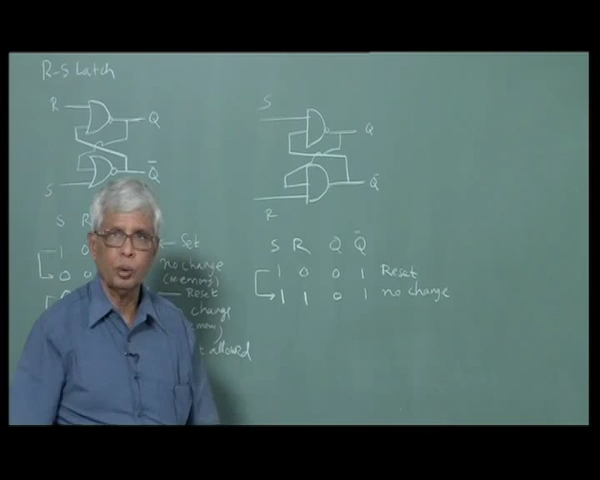 R-S Latch
R
Q
S
Q̄
S R
1 0 – Set
0 0 no change
(memory)
0 – Reset
change
t allowed
S
Q
Q̄
R
S R Q Q̄
1 0 0 1 Reset
1 1 0 1 no change